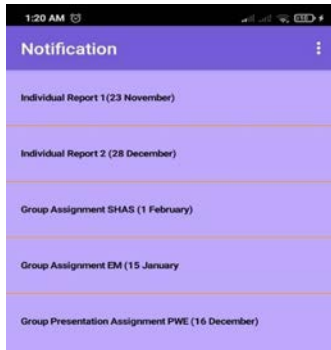 1:20 AM
Notification
Individual Report 1(23 November)
Individual Report 2 (28 December)
Group Assignment SHAS (1 February)
Group Assignment EM (15 January
Group Presentation Assignment PWE (16 December)